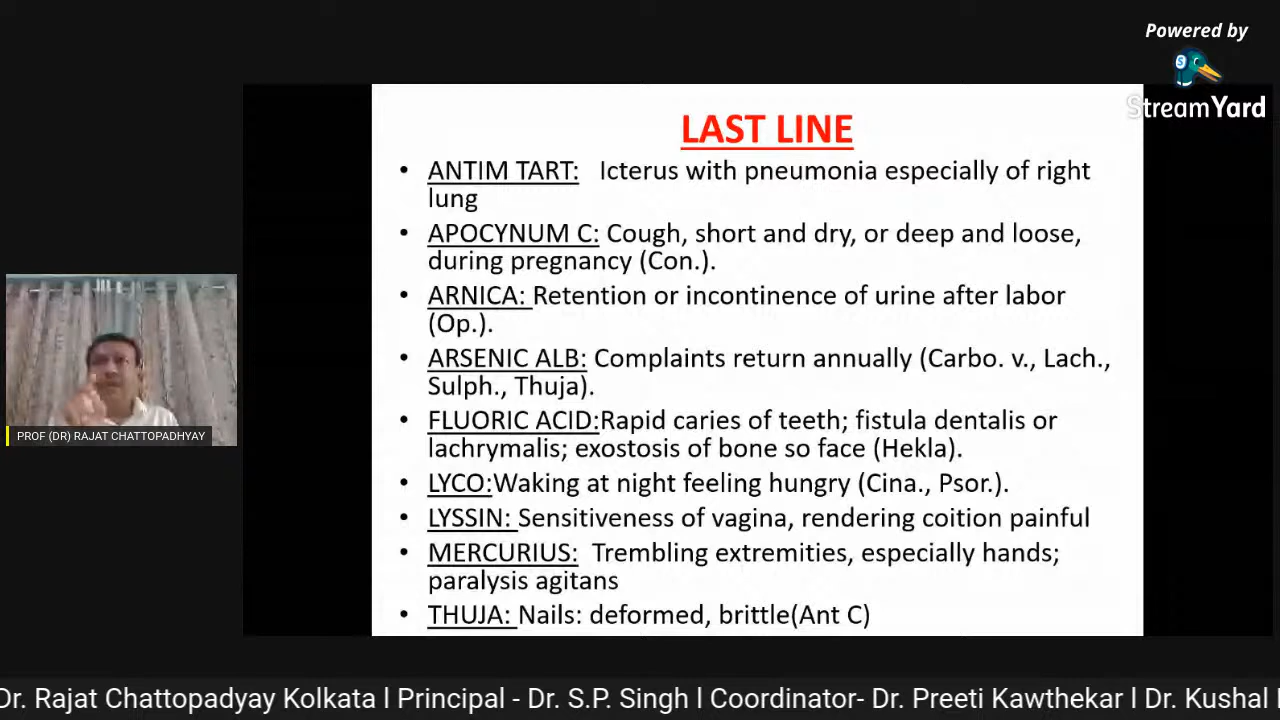 Powered by
StreamYard
LAST LINE
• ANTIM TART: Icterus with pneumonia especially of right
lung
• APOCYNUM C: Cough, short and dry, or deep and loose,
during pregnancy (Con.).
• ARNICA: Retention or incontinence of urine after labor
(Op.).
• ARSENIC ALB: Complaints return annually (Carbo. v., Lach.,
Sulph., Thuja).
• FLUORIC ACID:Rapid caries of teeth; fistula dentalis or
lachrymalis; exostosis of bone so face (Hekla).
• LYCO:Waking at night feeling hungry (Cina., Psor.).
• LYSSIN: Sensitiveness of vagina, rendering coition painful
• MERCURIUS: Trembling extremities, especially hands;
paralysis agitans
• THUJA: Nails: deformed, brittle(Ant C)
PROF (DR) RAJAT CHATTOPADHYAY
Dr. Rajat Chattopadyay Kolkata l Principal - Dr. S.P. Singh l Coordinator- Dr. Preeti Kawthekar l Dr. Kushal